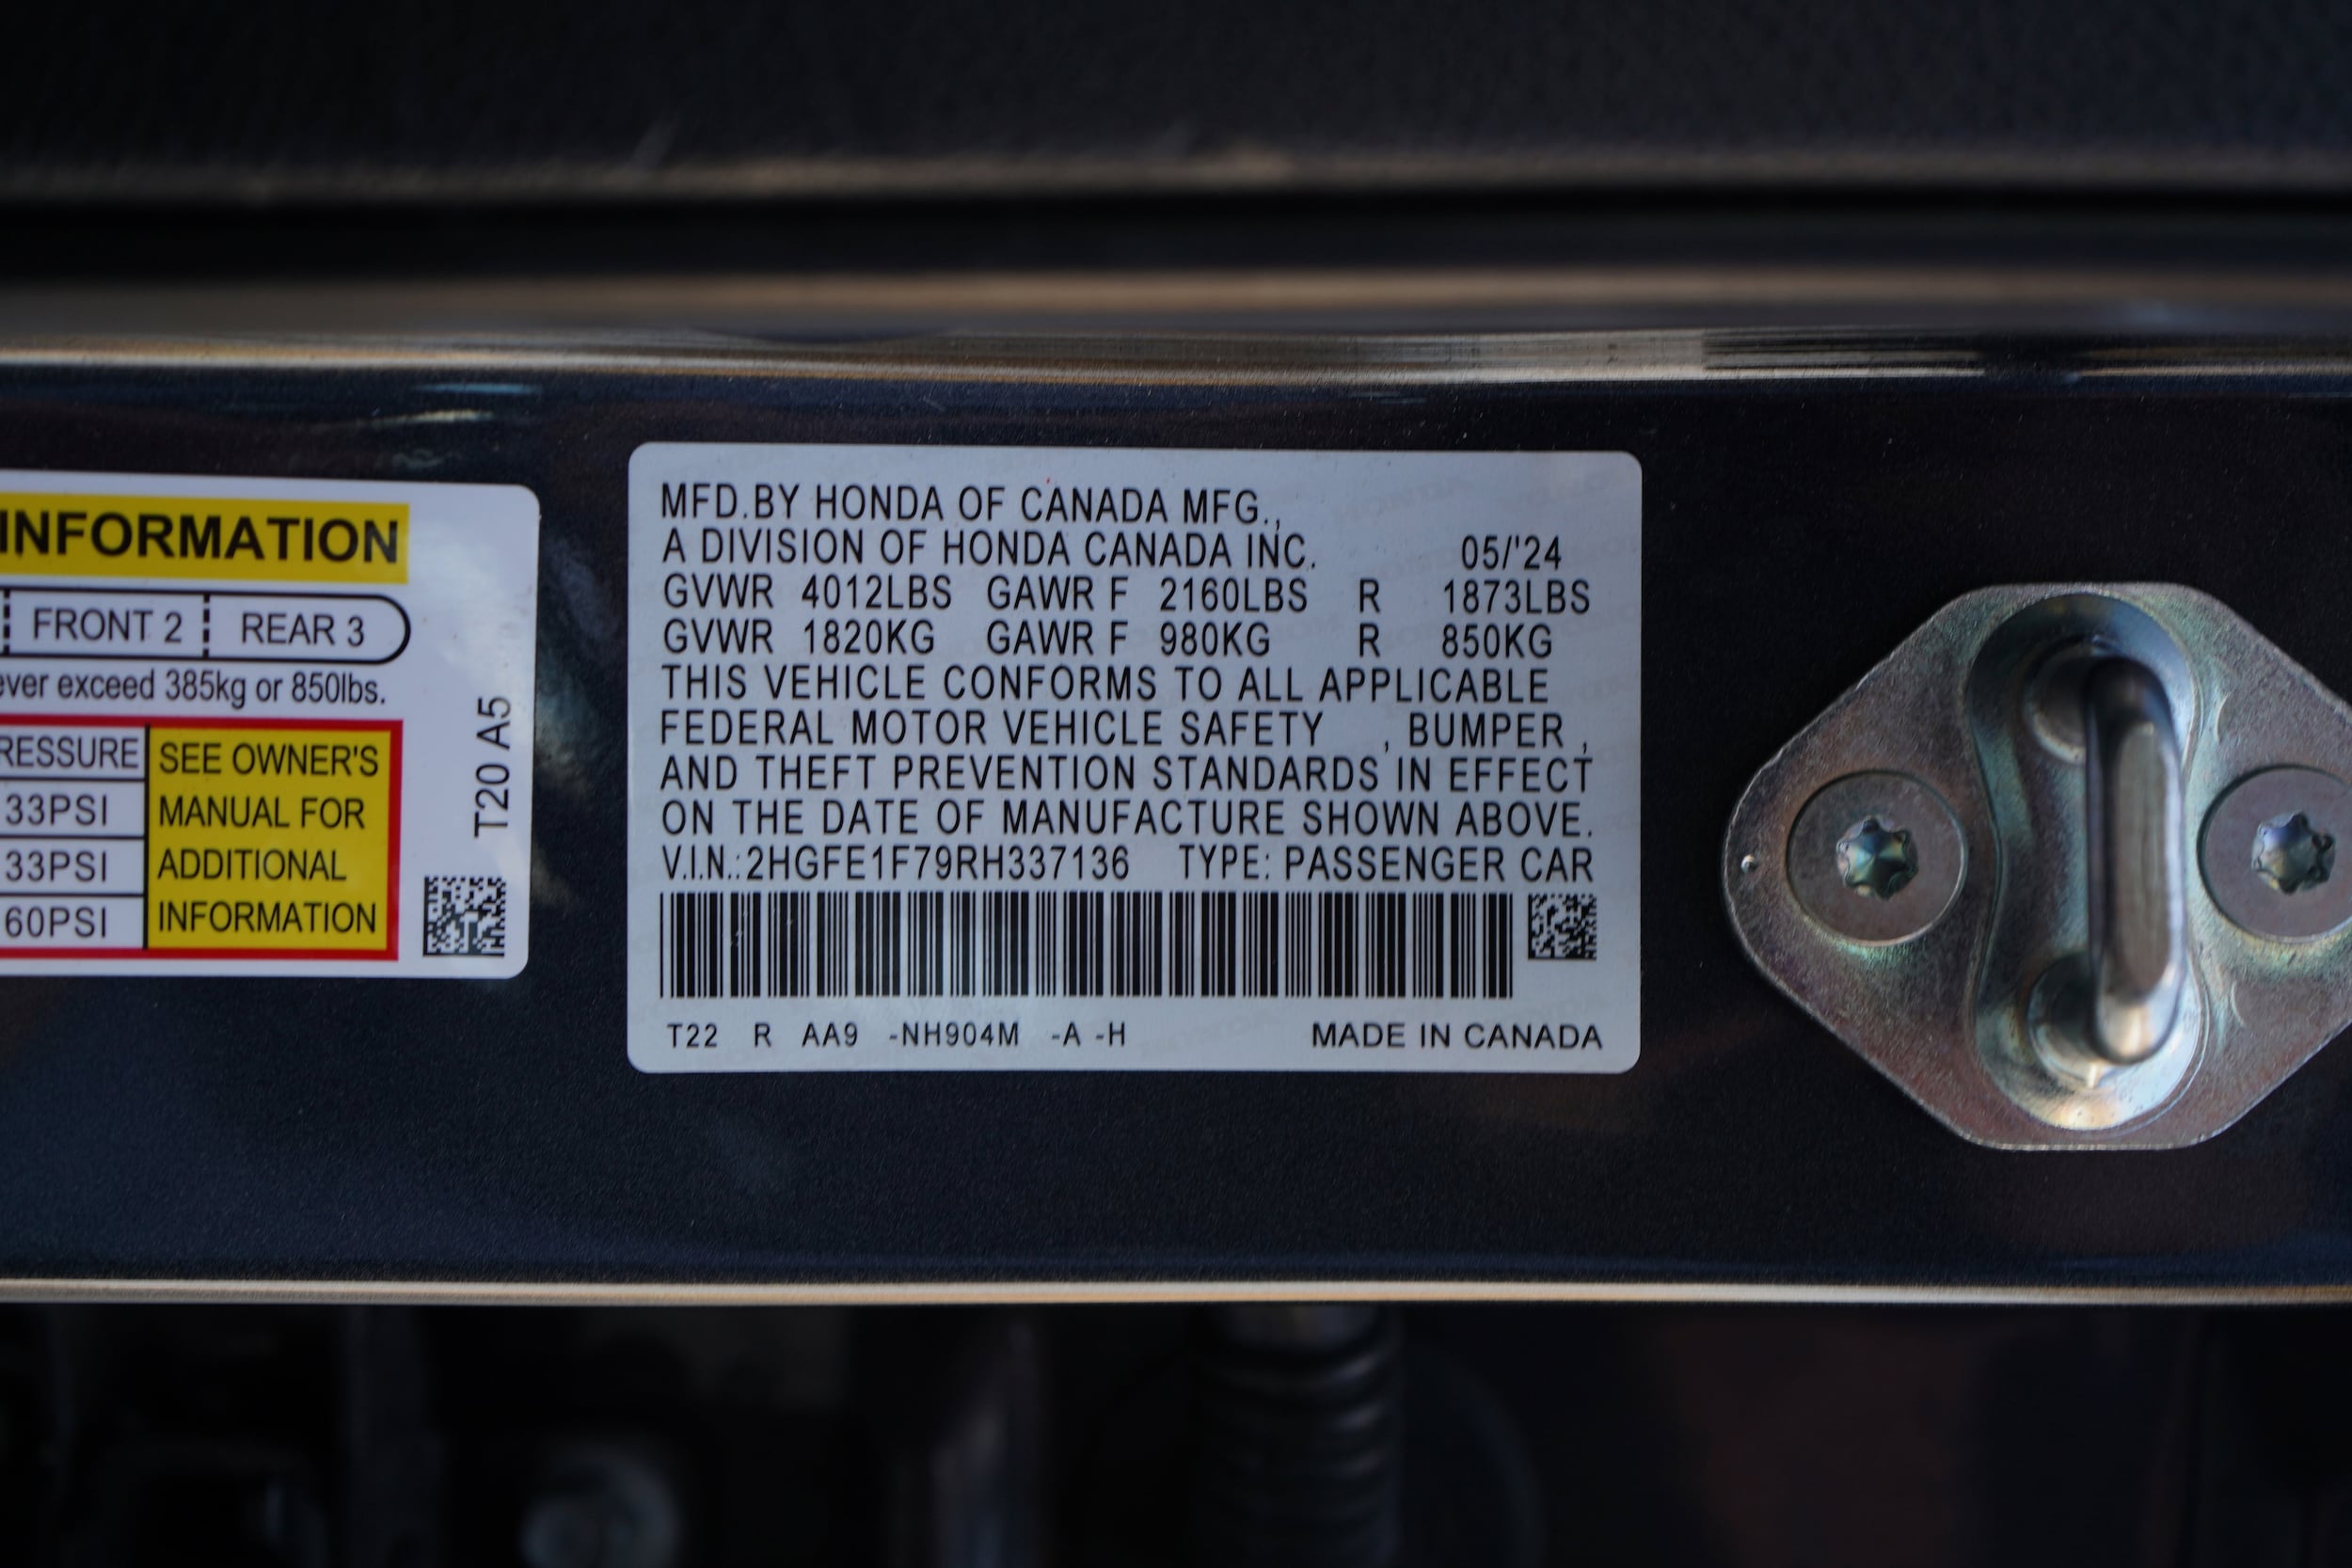 INFORMATION
FRONT 2 REAR 3
ever exceed 385kg or 850lbs.
RESSURE
33PSI
33PSI
60PSI
SEE OWNER'S
MANUAL FOR
ADDITIONAL
INFORMATION
T20 A5
MFD.BY HONDA OF CANADA MFG.,
A DIVISION OF HONDA CANADA INC. 05/'24
GVWR 4012LBS GAWR F 2160LBS R 1873LBS
GVWR 1820KG GAWR F 980KG R 850KG
THIS VEHICLE CONFORMS TO ALL APPLICABLE
FEDERAL MOTOR VEHICLE SAFETY , BUMPER ,
AND THEFT PREVENTION STANDARDS IN EFFECT
ON THE DATE OF MANUFACTURE SHOWN ABOVE.
V.I.N.:2HGFE1F79RH337136 TYPE: PASSENGER CAR
T22 R AA9 -NH904M -A -H MADE IN CANADA